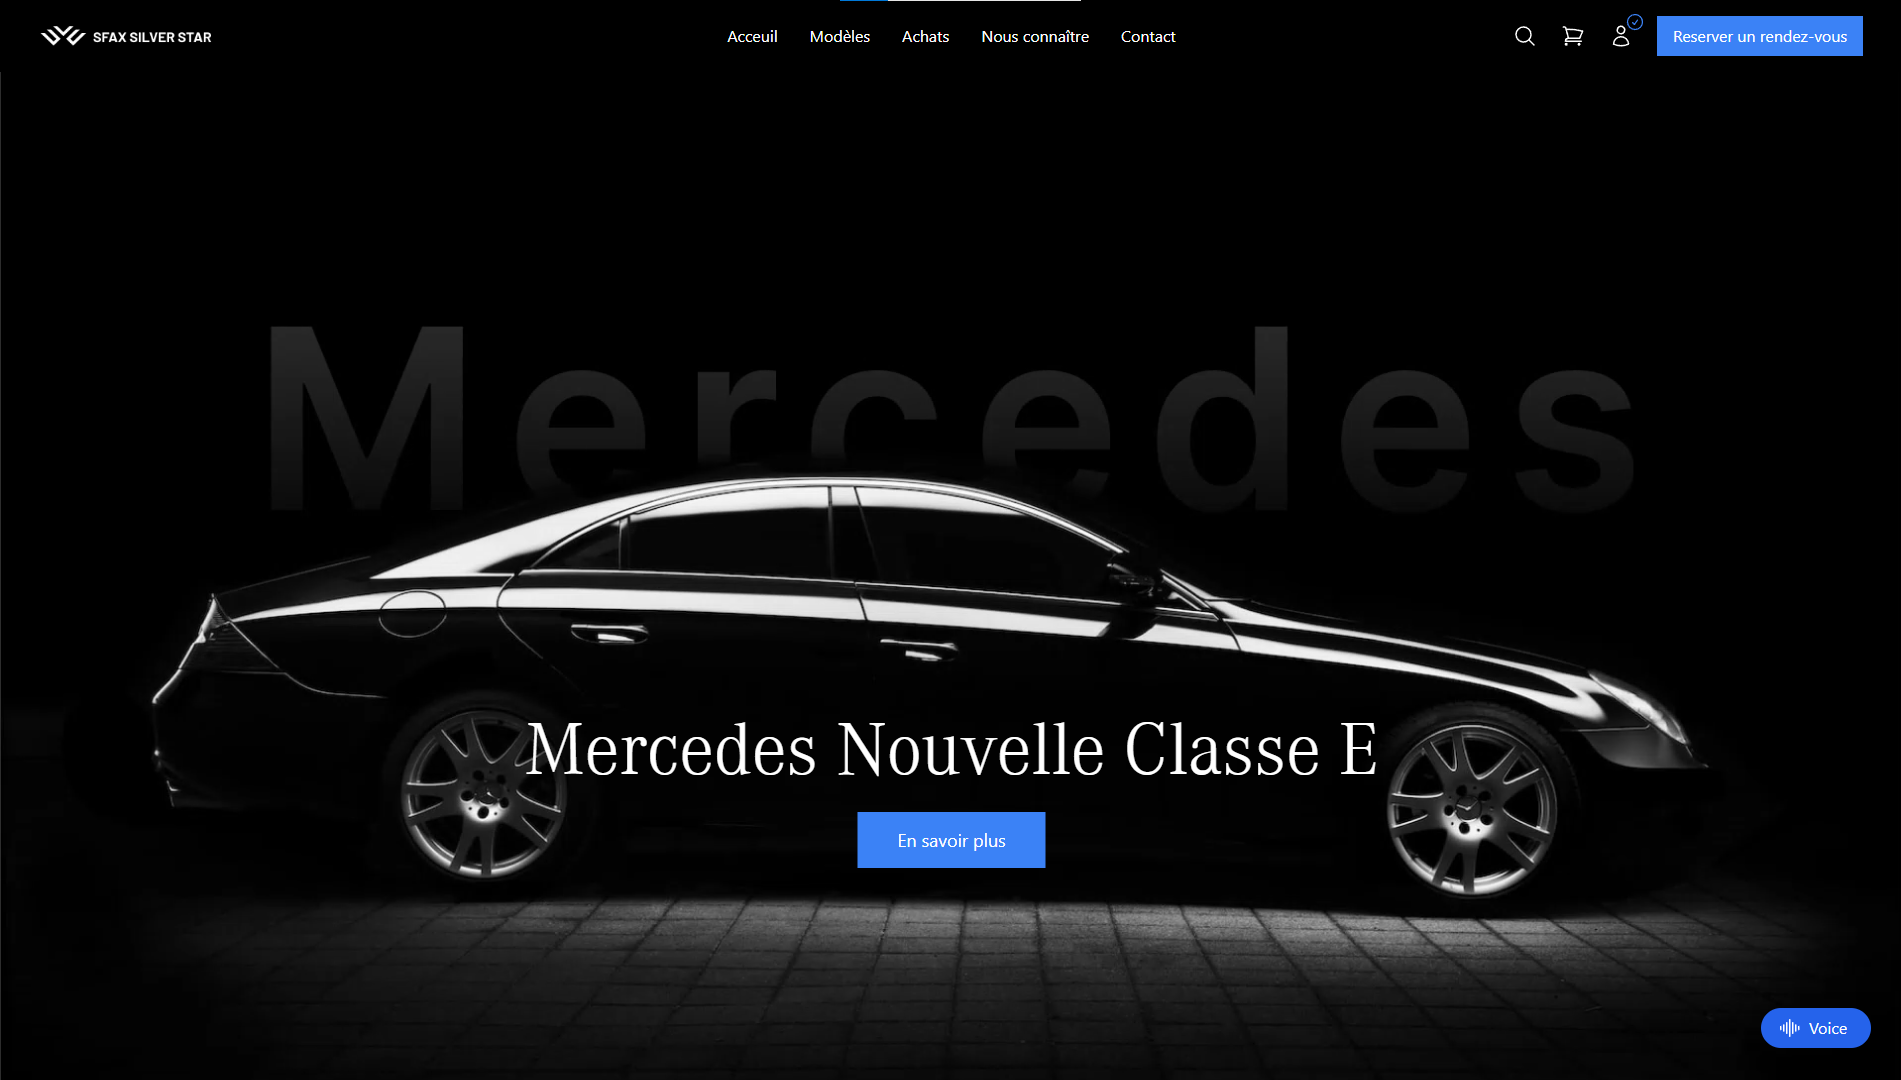 SFAX SILVER STAR
Acceuil Modèles Achats Nous connaître Contact
Reserver un rendez-vous
Mercedes
Mercedes Nouvelle Classe E
En savoir plus
Voice